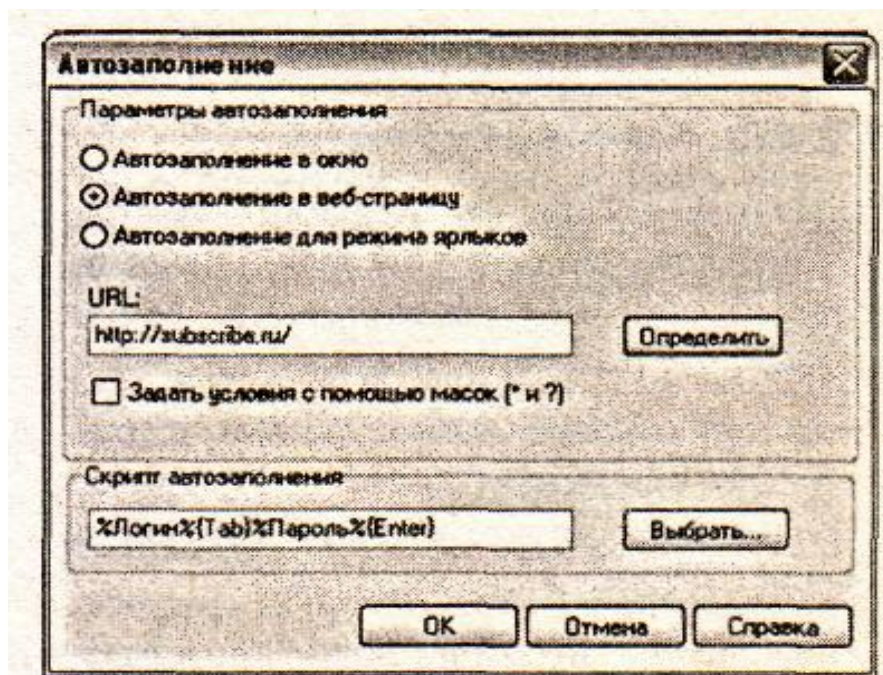 Автозаполнение
Параметры автозаполнения
Автозаполнение в окно
Автозаполнение в веб-страницу
Автозаполнение для режима ярлыков
URL:
http://subscribe.ru/
Определить
Задать условия с помощью масок (* и ?)
Скрипт автозаполнения
%Логин%{Tab}%Пароль%{Enter}
Выбрать...
OK
Отмена
Справка